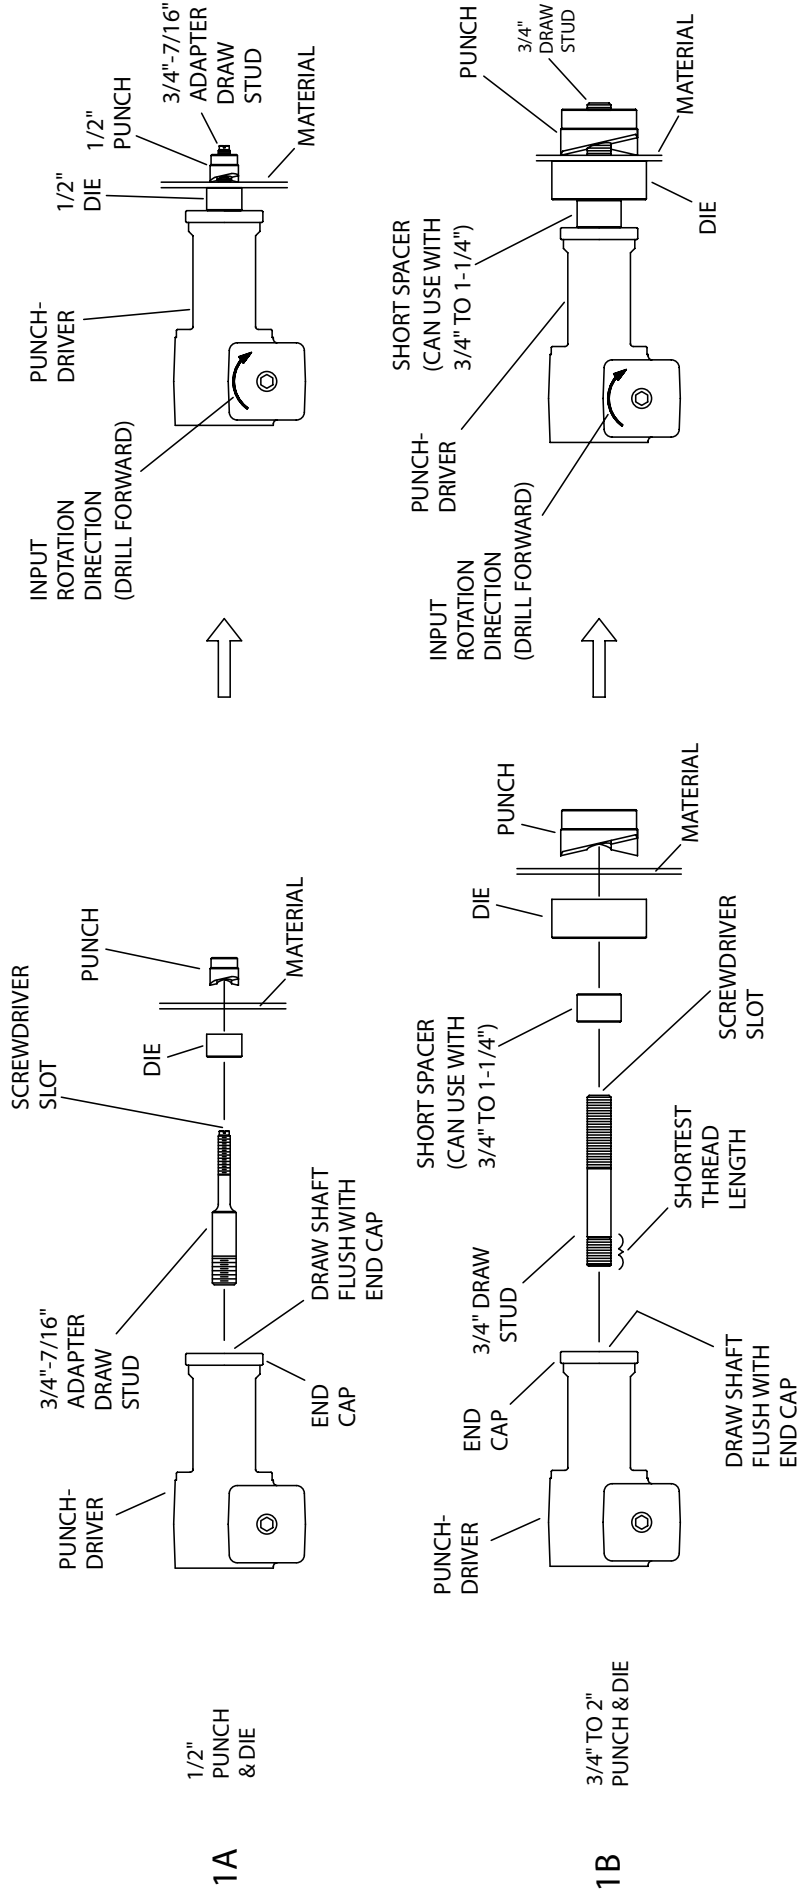 1A
1/2"
PUNCH
& DIE
PUNCH-
DRIVER
3/4"-7/16"
ADAPTER
DRAW
STUD
END
CAP
DRAW SHAFT
FLUSH WITH
END CAP
SCREWDRIVER
SLOT
DIE
PUNCH
MATERIAL
INPUT
ROTATION
DIRECTION
(DRILL FORWARD)
PUNCH-
DRIVER
1/2"
DIE
1/2"
PUNCH
3/4"-7/16"
ADAPTER
DRAW
STUD
MATERIAL
1B
3/4" TO 2"
PUNCH & DIE
PUNCH-
DRIVER
END
CAP
DRAW SHAFT
FLUSH WITH
END CAP
3/4" DRAW
STUD
SHORTEST
THREAD
LENGTH
SHORT SPACER
(CAN USE WITH
3/4" TO 1-1/4")
SCREWDRIVER
SLOT
DIE
PUNCH
MATERIAL
INPUT
ROTATION
DIRECTION
(DRILL FORWARD)
PUNCH-
DRIVER
SHORT SPACER
(CAN USE WITH
3/4" TO 1-1/4")
DIE
PUNCH
3/4"
DRAW
STUD
MATERIAL